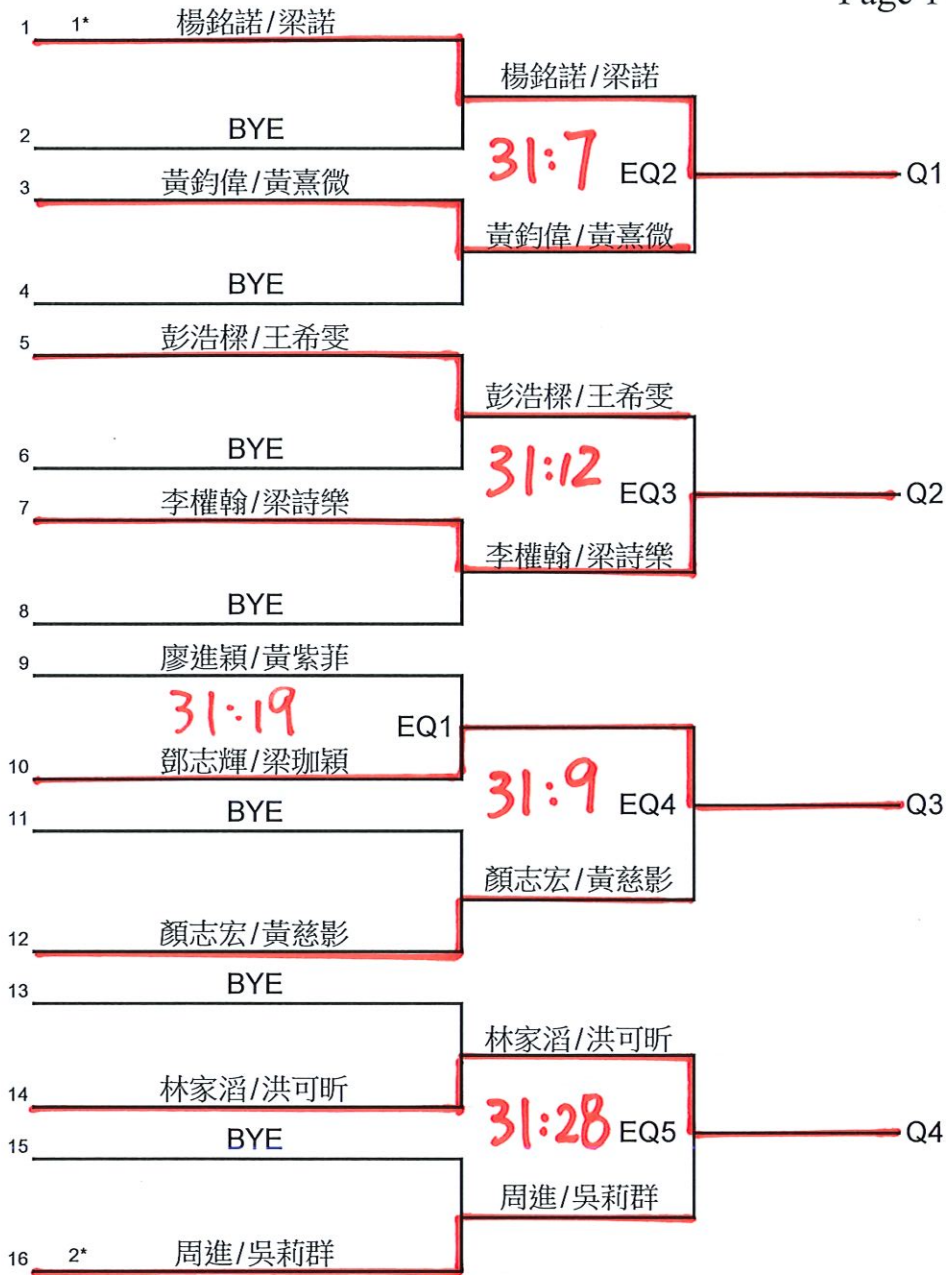 Page 1
1 1* 楊銘諾/梁諾
楊銘諾/梁諾
2 BYE
31:7 EQ2 Q1
3 黃鈞偉/黃熹微
黃鈞偉/黃熹微
4 BYE
5 彭浩樑/王希雯
彭浩樑/王希雯
6 BYE
31:12 EQ3 Q2
7 李權翰/梁詩樂
李權翰/梁詩樂
8 BYE
9 廖進穎/黃紫菲
31:19 EQ1
10 鄧志輝/梁珈穎
31:9 EQ4 Q3
11 BYE
顏志宏/黃慈影
12 顏志宏/黃慈影
13 BYE
林家滔/洪可昕
14 林家滔/洪可昕
31:28 EQ5 Q4
15 BYE
周進/吳莉群
16 2* 周進/吳莉群